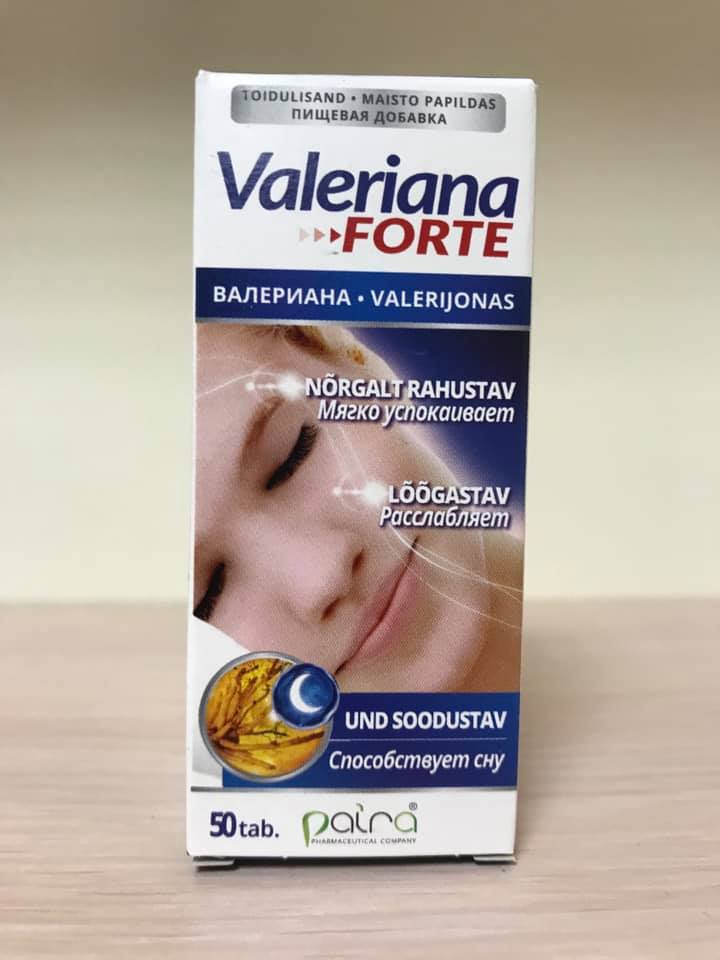 TOIDULISAND • MAISTO PAPILDAS
ПИЩЕВАЯ ДОБАВКА
Valeriana
FORTE
ВАЛЕРИАНА • VALERIJONAS
NÕRGALT RAHUSTAV
Мягко успокаивает
LÕÕGASTAV
Расслабляет
UND SOODUSTAV
Способствует сну
50 tab.
Patra®
PHARMACEUTICAL COMPANY